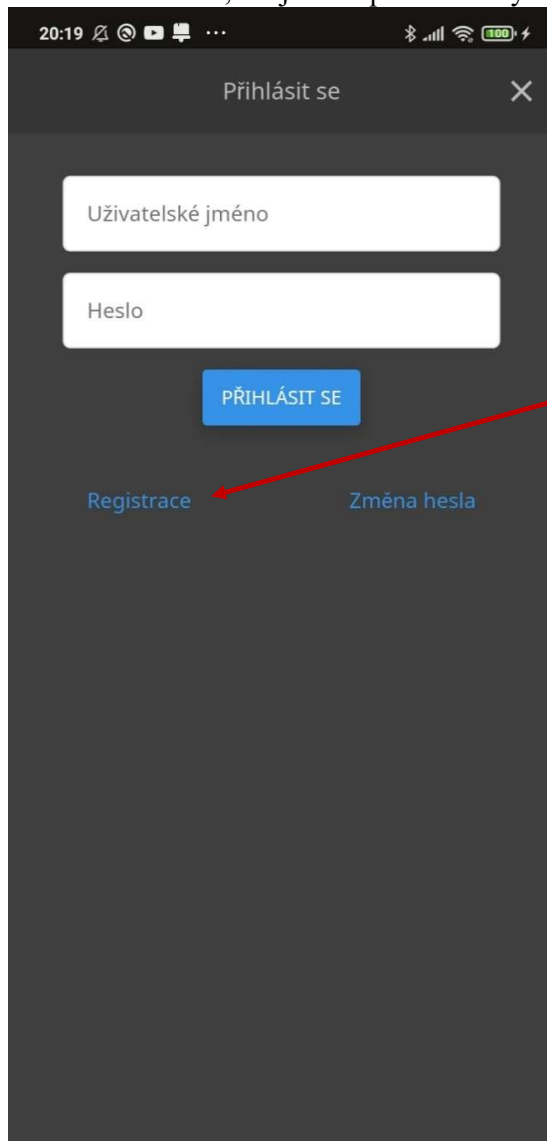 20:19 ...
100
Přihlásit se
Uživatelské jméno
Heslo
PŘIHLÁSIT SE
Registrace Změna hesla